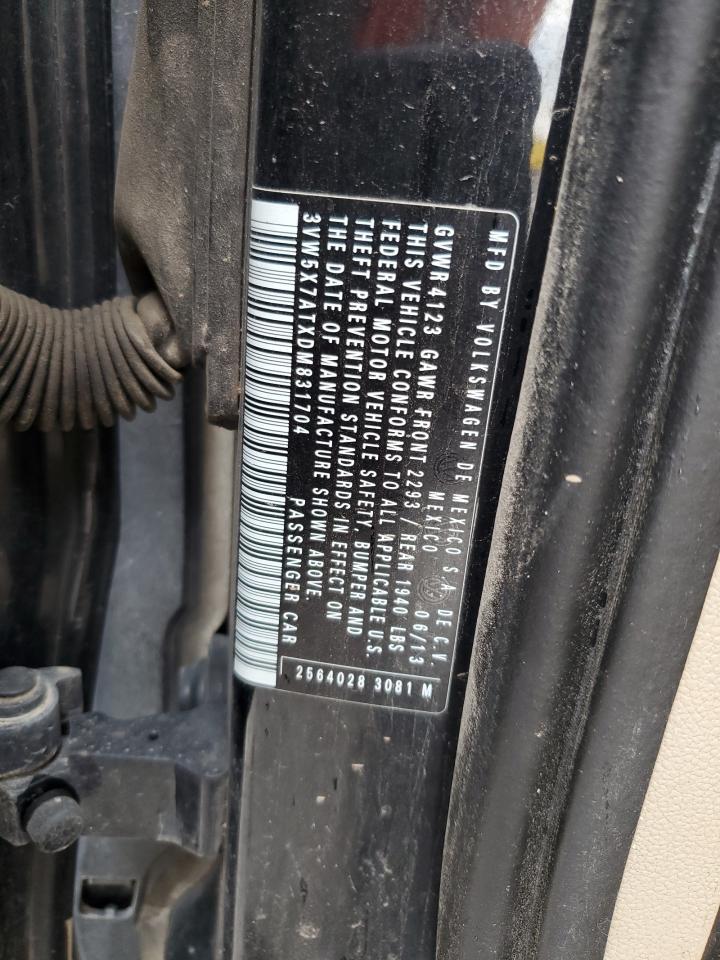 MFD BY VOLKSWAGEN DE MEXICO S.A. DE C.V.
MEXICO 06/13
GVWR 4123 GAWR FRONT 2293 / REAR 1940 LBS
THIS VEHICLE CONFORMS TO ALL APPLICABLE U.S.
FEDERAL MOTOR VEHICLE SAFETY, BUMPER AND
THEFT PREVENTION STANDARDS IN EFFECT ON
THE DATE OF MANUFACTURE SHOWN ABOVE
3VW5X7ATXDM831704 PASSENGER CAR
2564028 3081 M